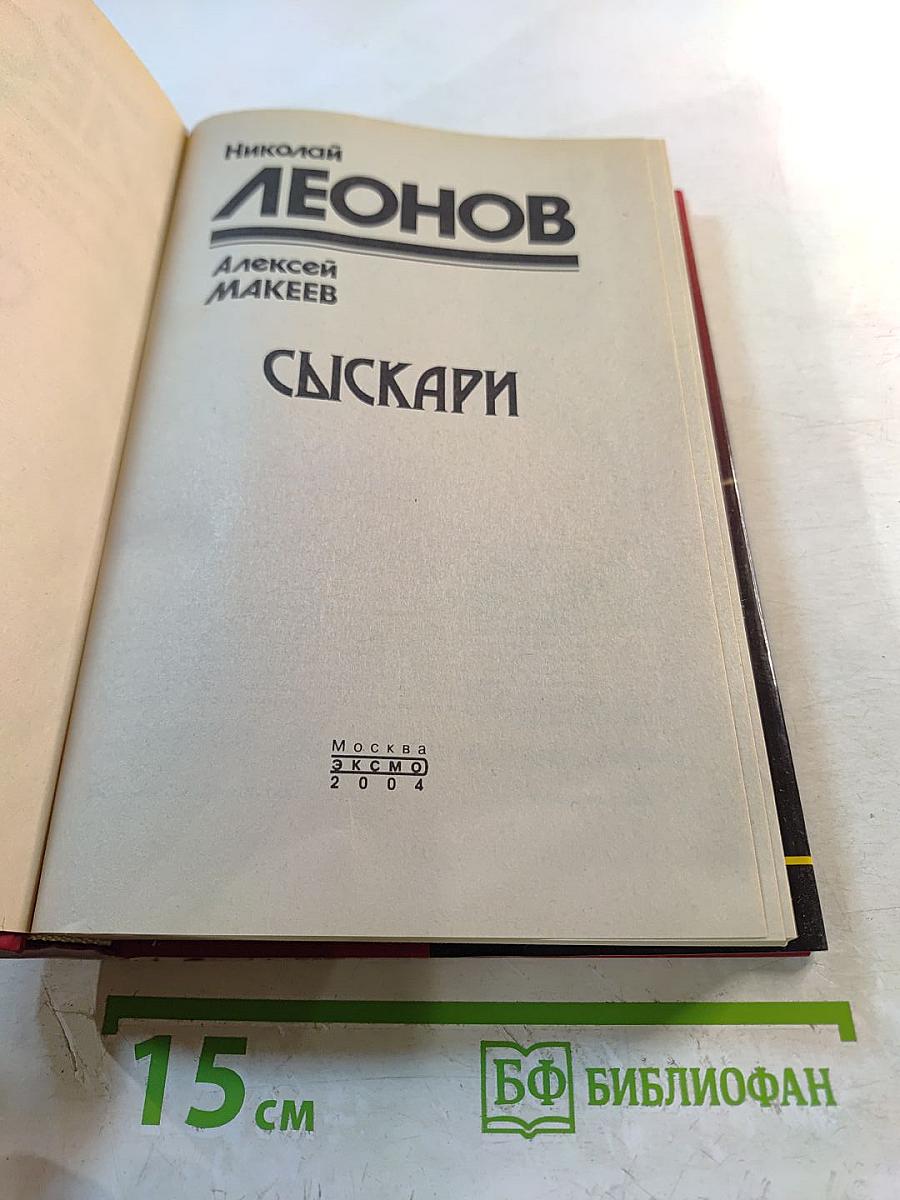 Николай
ЛЕОНОВ
Алексей
МАКЕЕВ
СЫСКАРИ
Москва
ЭКСМО
2004
15 см
БФ БИБЛИОФАН